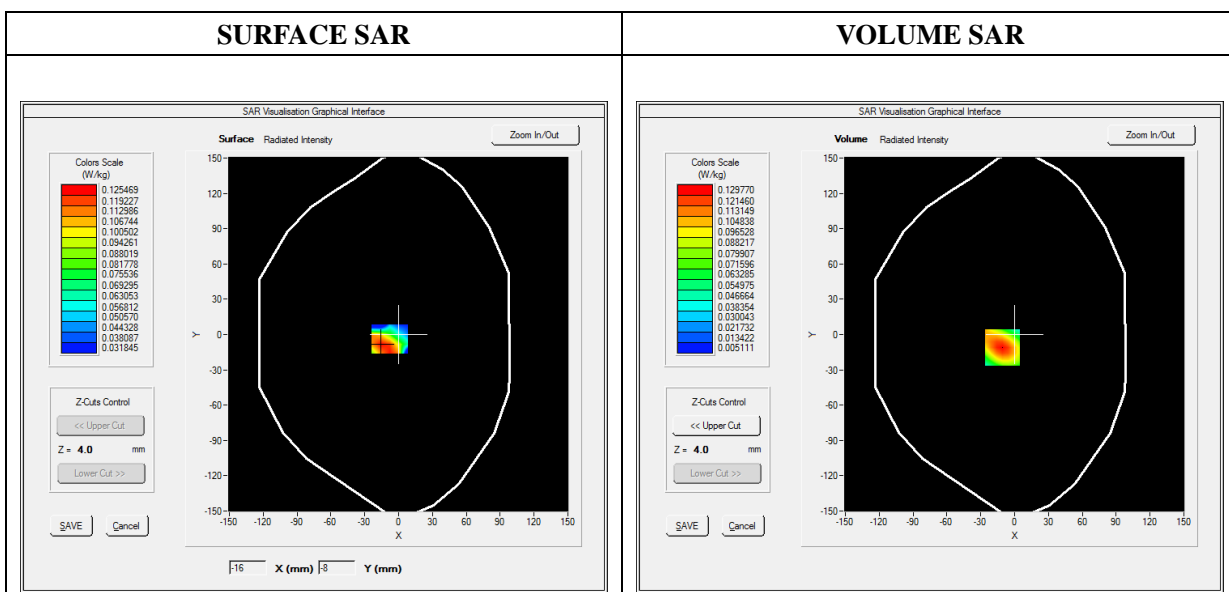 SURFACE SAR
VOLUME SAR
SAR Visualisation Graphical Interface
Surface Radiated Intensity
Zoom In/Out
Colors Scale
(W/kg)
0.125469
0.119227
0.112986
0.106744
0.100502
0.094261
0.088019
0.081778
0.075536
0.069295
0.063053
0.056812
0.050570
0.044328
0.038087
0.031845
Z-Cuts Control
<< Upper Cut
Z = 4.0 mm
Lower Cut >>
SAVE Cancel
150
120
90
60
30
0
-30
-60
-90
-120
-150
Y
-150 -120 -90 -60 -30 0 30 60 90 120 150
X
-16 X (mm) -8 Y (mm)
SAR Visualisation Graphical Interface
Volume Radiated Intensity
Zoom In/Out
Colors Scale
(W/kg)
0.129770
0.121460
0.113149
0.104838
0.096528
0.088217
0.079907
0.071596
0.063285
0.054975
0.046664
0.038354
0.030043
0.021732
0.013422
0.005111
Z-Cuts Control
<< Upper Cut
Z = 4.0 mm
Lower Cut >>
SAVE Cancel
150
120
90
60
30
0
-30
-60
-90
-120
-150
Y
-150 -120 -90 -60 -30 0 30 60 90 120 150
X